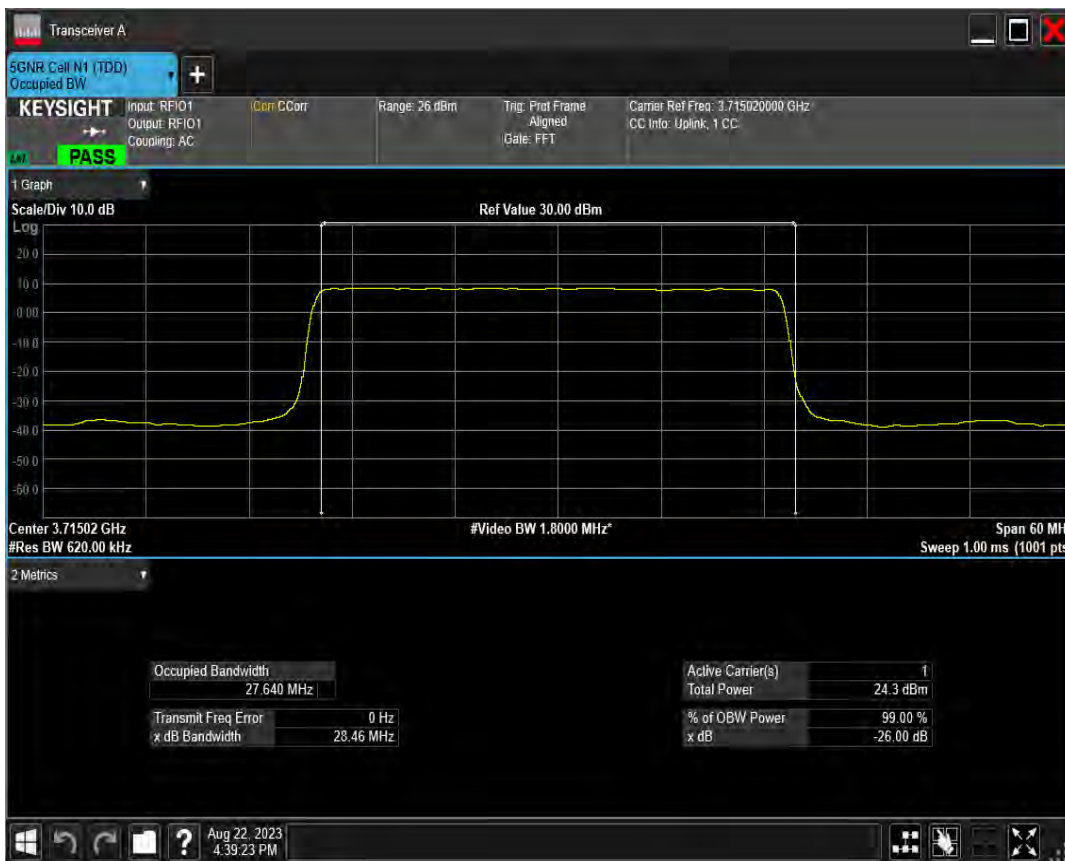 Transceiver A
5GNR Cell N1 (TDD)
Occupied BW
+
KEYSIGHT
LXI
PASS
Input: RFIO1
Output: RFIO1
Coupling: AC
Corr CCorr
Range: 26 dBm
Trig: Prot Frame
Aligned
Gate: FFT
Carrier Ref Freq: 3.715020000 GHz
CC Info: Uplink, 1 CC
1 Graph
Scale/Div 10.0 dB
Ref Value 30.00 dBm
Log
20.0
10.0
0.00
-10.0
-20.0
-30.0
-40.0
-50.0
-60.0
Center 3.71502 GHz
#Video BW 1.8000 MHz*
Span 60 MH
#Res BW 620.00 kHz
Sweep 1.00 ms (1001 pts
2 Metrics
Occupied Bandwidth
27.640 MHz
Transmit Freq Error 0 Hz
x dB Bandwidth 28.46 MHz
Active Carrier(s) 1
Total Power 24.3 dBm
% of OBW Power 99.00 %
x dB -26.00 dB
?
Aug 22, 2023
4:39:23 PM